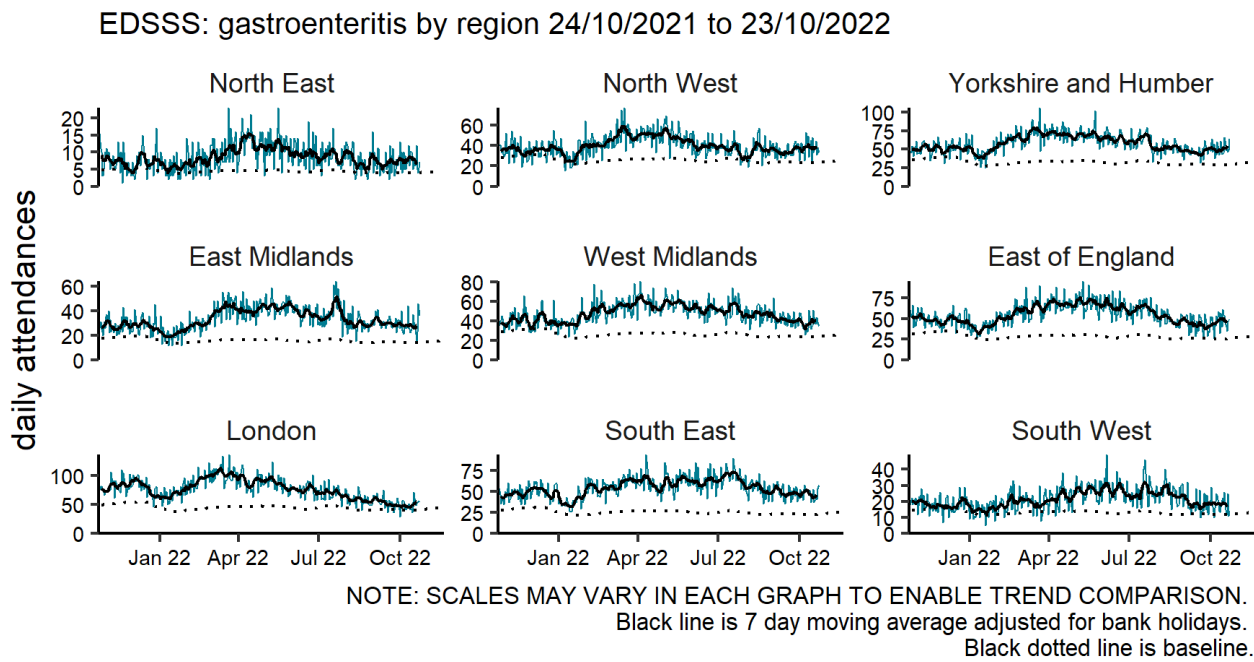 EDSSS: gastroenteritis by region 24/10/2021 to 23/10/2022
North East
North West
Yorkshire and Humber
20
15
10
5
0
60
40
20
0
100
75
50
25
0
daily attendances
East Midlands
West Midlands
East of England
60
40
20
0
80
60
40
20
0
75
50
25
0
London
South East
South West
100
50
0
75
50
25
0
40
30
20
10
0
Jan 22 Apr 22 Jul 22 Oct 22
Jan 22 Apr 22 Jul 22 Oct 22
Jan 22 Apr 22 Jul 22 Oct 22
NOTE: SCALES MAY VARY IN EACH GRAPH TO ENABLE TREND COMPARISON.
Black line is 7 day moving average adjusted for bank holidays.
Black dotted line is baseline.